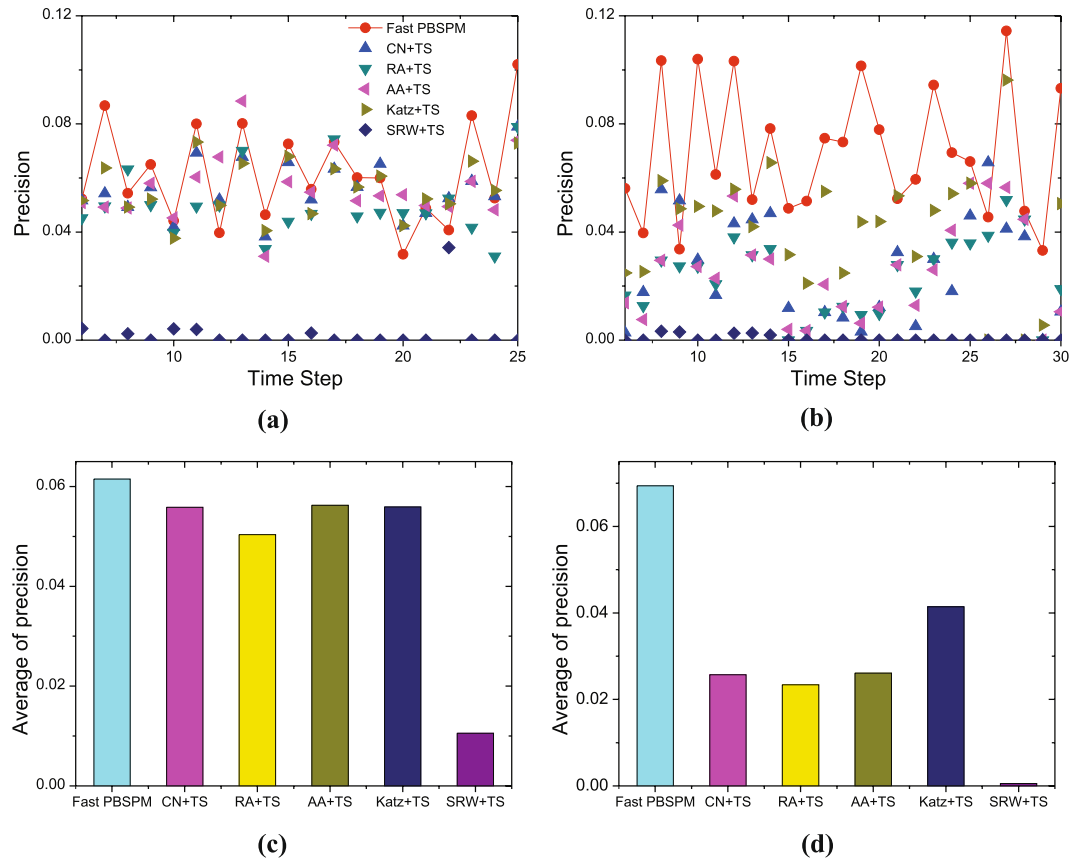 0.12
0.08
0.04
0.00
Precision
10
15
20
25
Time Step
Fast PBSPM
CN+TS
RA+TS
AA+TS
Katz+TS
SRW+TS
(a)
0.12
0.08
0.04
0.00
Precision
10
15
20
25
30
Time Step
(b)
0.06
0.04
0.02
0.00
Average of precision
Fast PBSPM
CN+TS
RA+TS
AA+TS
Katz+TS
SRW+TS
(c)
0.06
0.04
0.02
0.00
Average of precision
Fast PBSPM
CN+TS
RA+TS
AA+TS
Katz+TS
SRW+TS
(d)